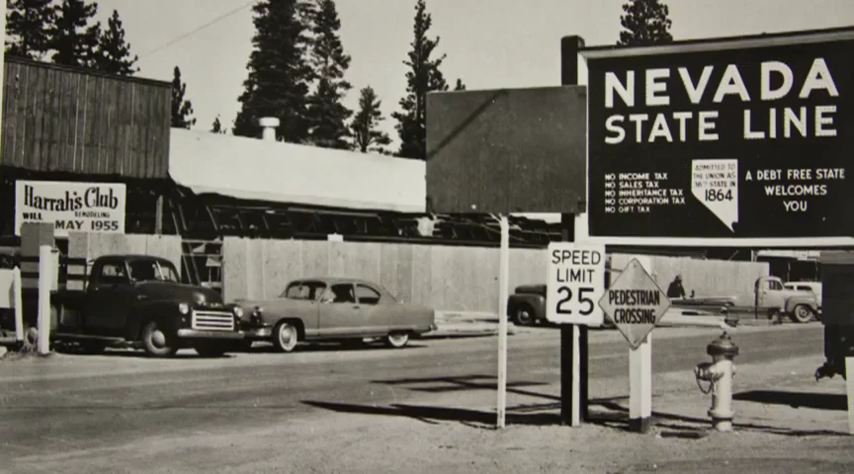 Harrah's Club
WILL REMODELING
MAY 1955
NEVADA
STATE LINE
NO INCOME TAX
NO SALES TAX
NO INHERITANCE TAX
NO CORPORATION TAX
NO GIFT TAX
ADMITTED TO
THE UNION AS
36TH STATE IN
1864
A DEBT FREE STATE
WELCOMES
YOU
SPEED
LIMIT
25
PEDESTRIAN
CROSSING